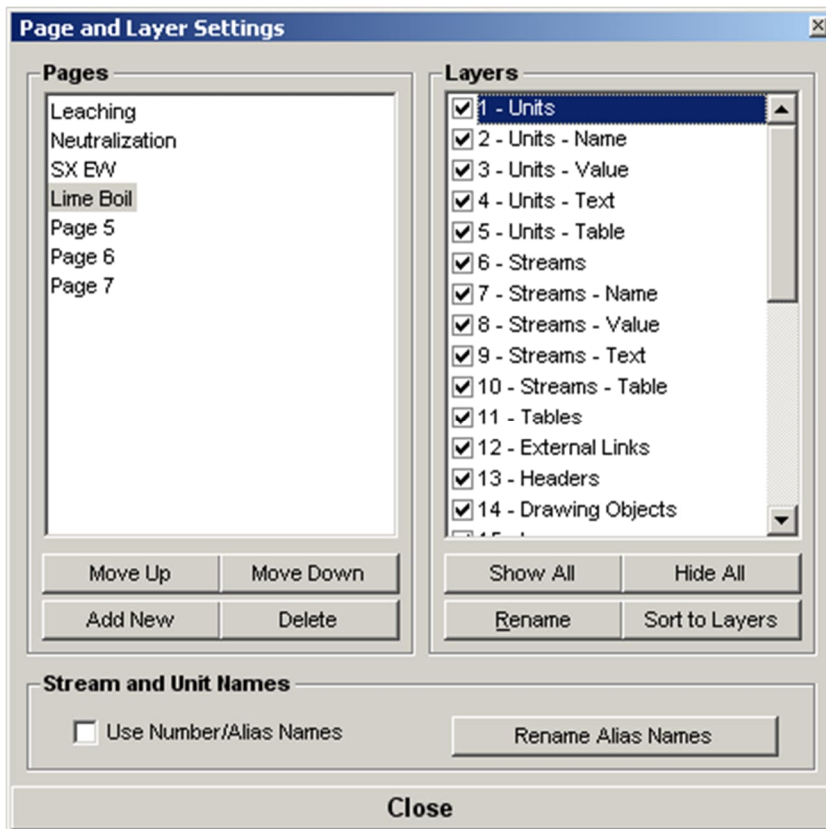 Page and Layer Settings
Pages
Leaching
Neutralization
SX EW
Lime Boil
Page 5
Page 6
Page 7
Move Up
Move Down
Add New
Delete
Layers
1 - Units
2 - Units - Name
3 - Units - Value
4 - Units - Text
5 - Units - Table
6 - Streams
7 - Streams - Name
8 - Streams - Value
9 - Streams - Text
10 - Streams - Table
11 - Tables
12 - External Links
13 - Headers
14 - Drawing Objects
Show All
Hide All
Rename
Sort to Layers
Stream and Unit Names
Use Number/Alias Names
Rename Alias Names
Close